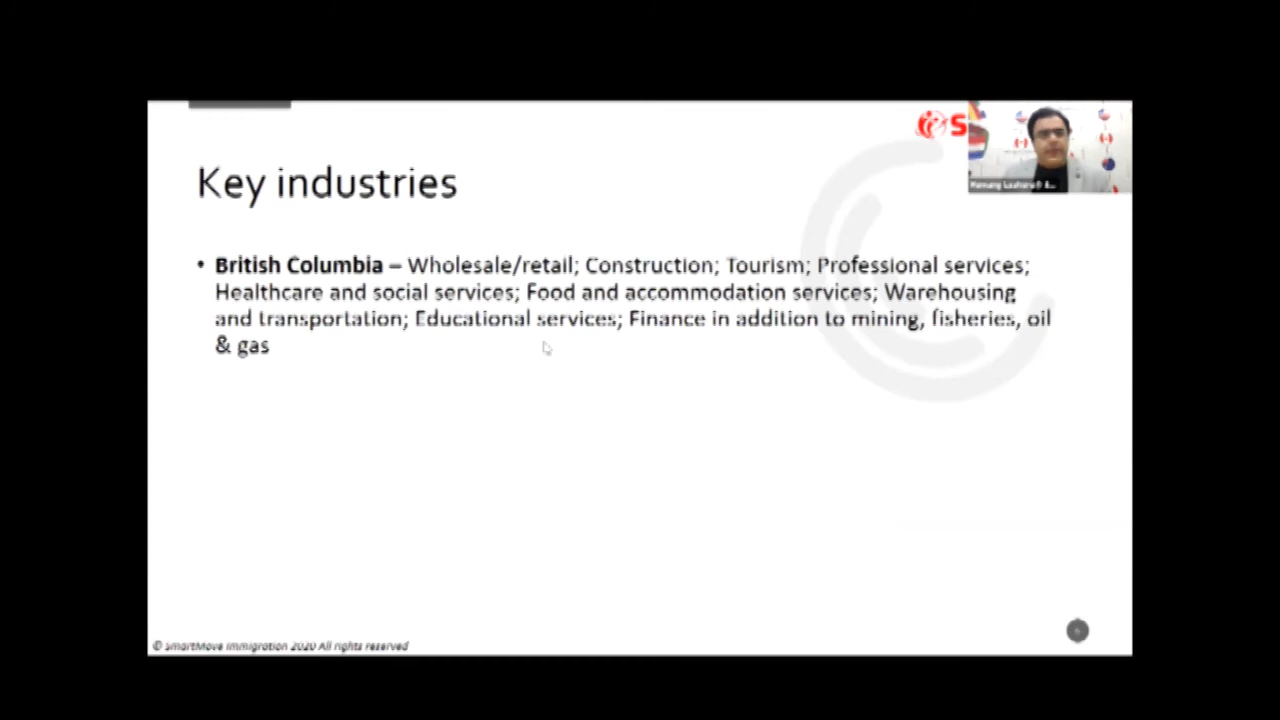 Key industries
• British Columbia – Wholesale/retail; Construction; Tourism; Professional services;
Healthcare and social services; Food and accommodation services; Warehousing
and transportation; Educational services; Finance in addition to mining, fisheries, oil
& gas
© SmartMove Immigration 2020 All rights reserved